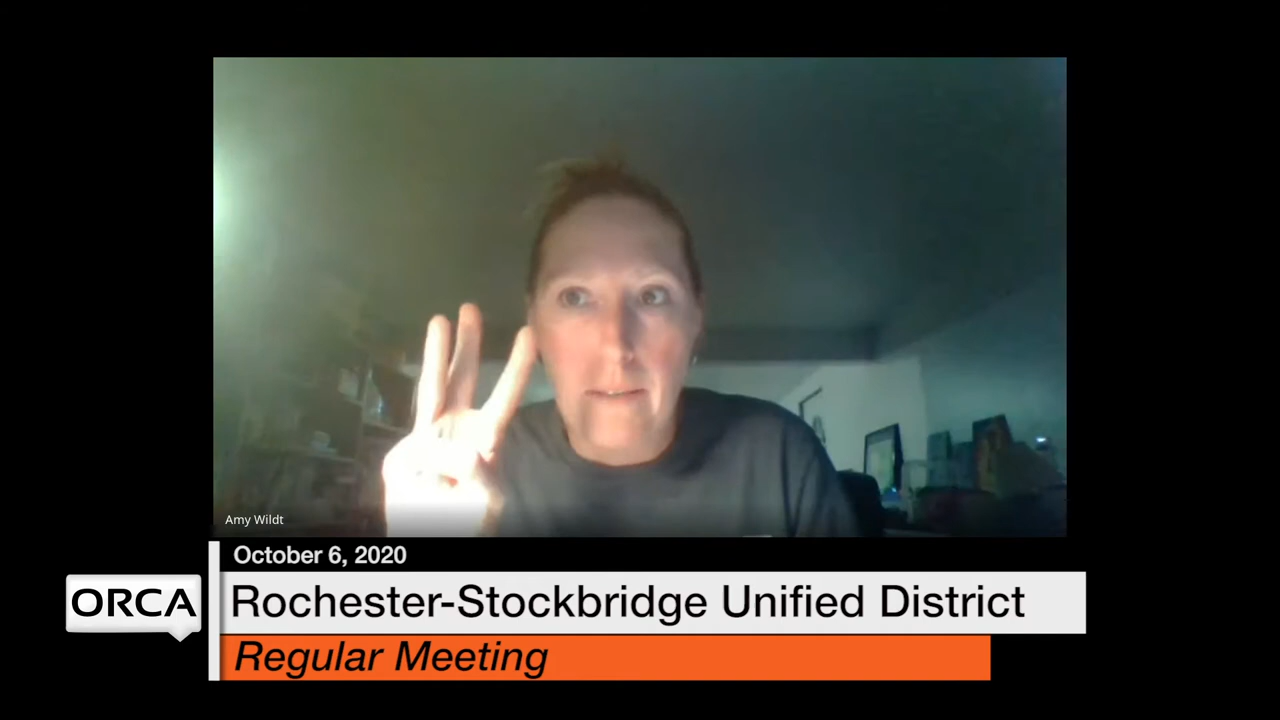 Amy Wildt
October 6, 2020
ORCA
Rochester-Stockbridge Unified District
Regular Meeting